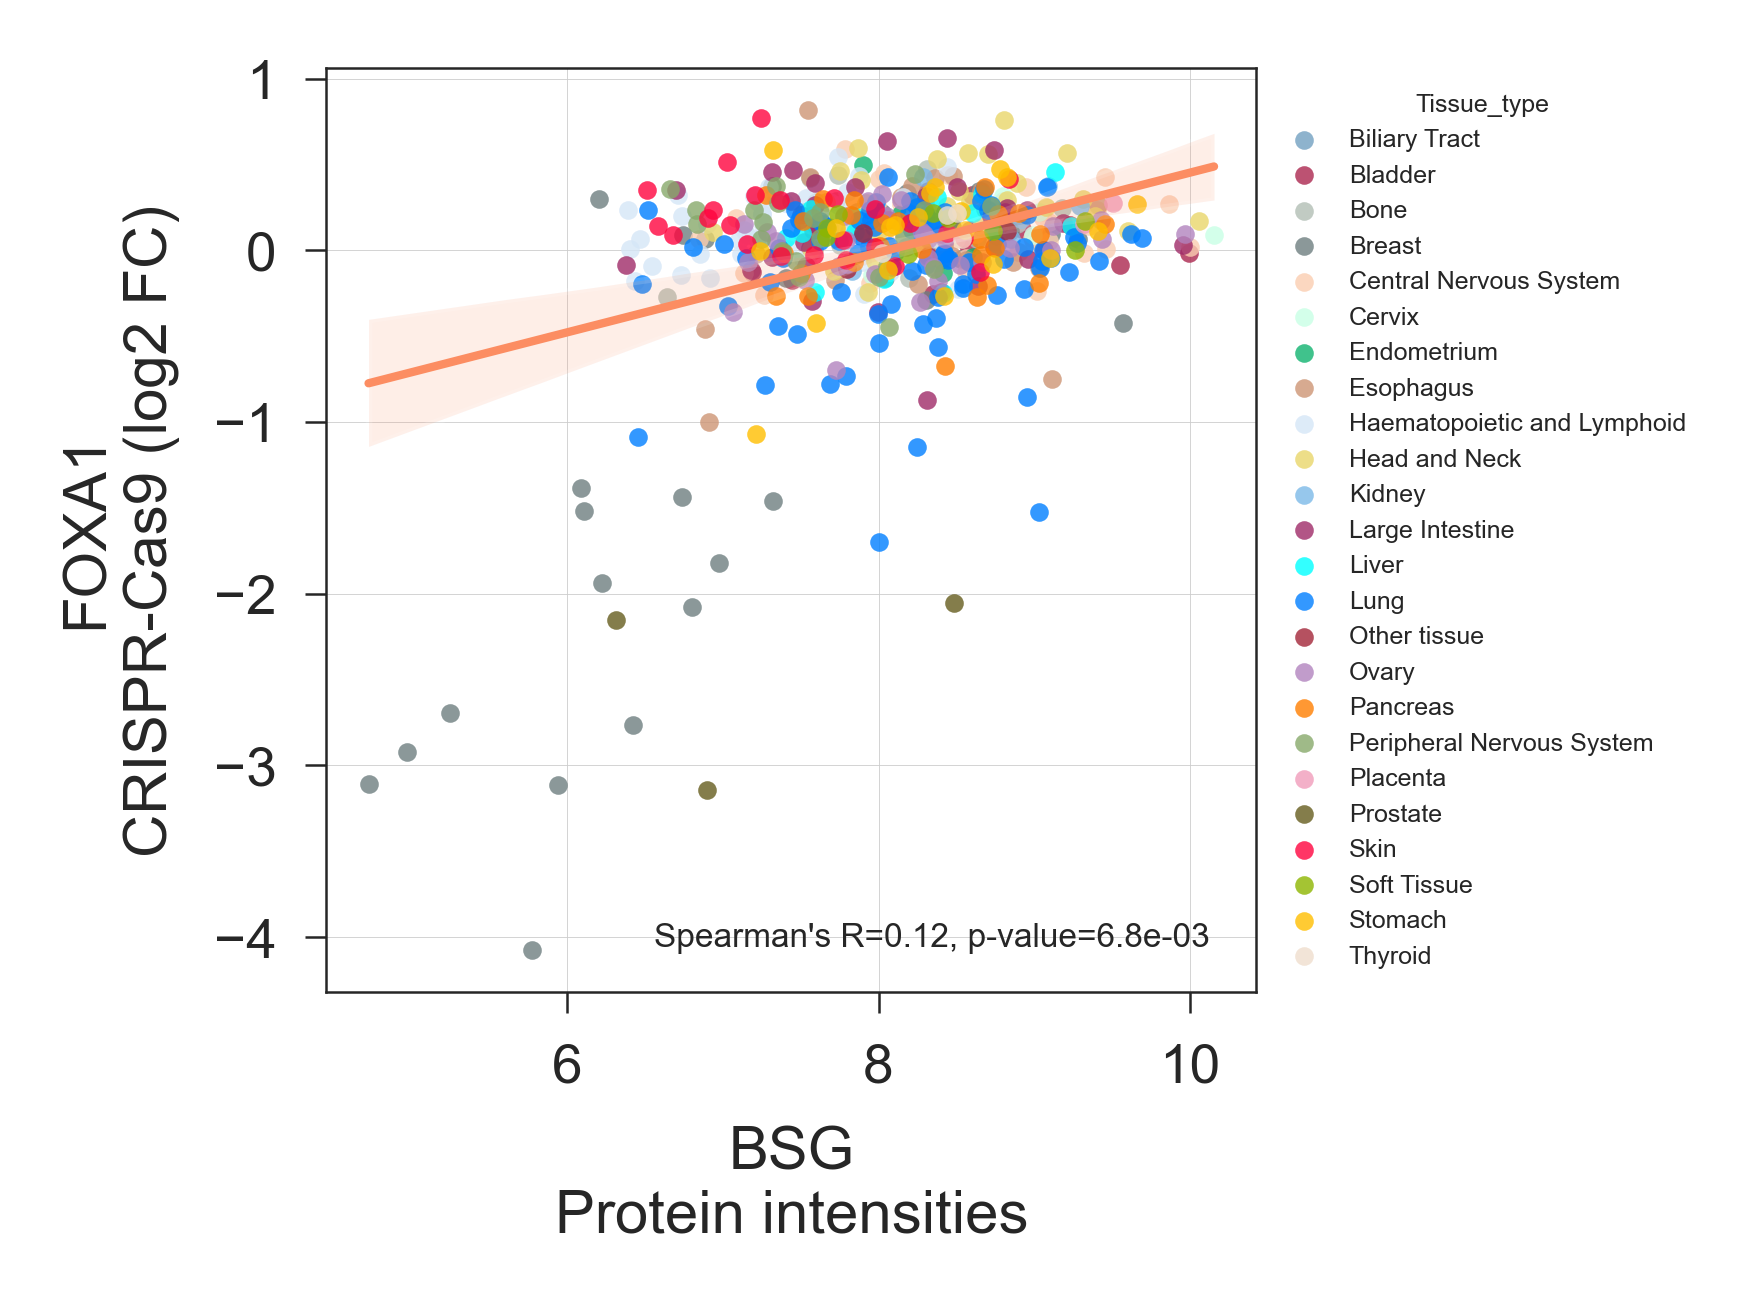 FOXA1
CRISPR-Cas9 (log2 FC)
1
0
−1
−2
−3
−4
6
8
10
BSG
Protein intensities
Spearman's R=0.12, p-value=6.8e-03
Tissue_type
Biliary Tract
Bladder
Bone
Breast
Central Nervous System
Cervix
Endometrium
Esophagus
Haematopoietic and Lymphoid
Head and Neck
Kidney
Large Intestine
Liver
Lung
Other tissue
Ovary
Pancreas
Peripheral Nervous System
Placenta
Prostate
Skin
Soft Tissue
Stomach
Thyroid